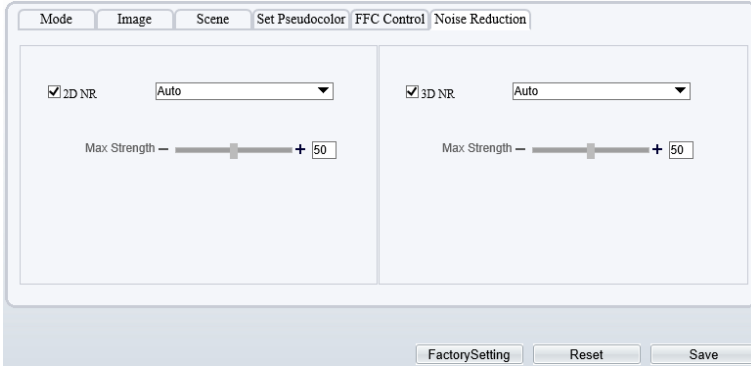 Mode Image Scene Set Pseudocolor FFC Control Noise Reduction
2D NR Auto 3D NR Auto
Max Strength 50 Max Strength 50
FactorySetting Reset Save